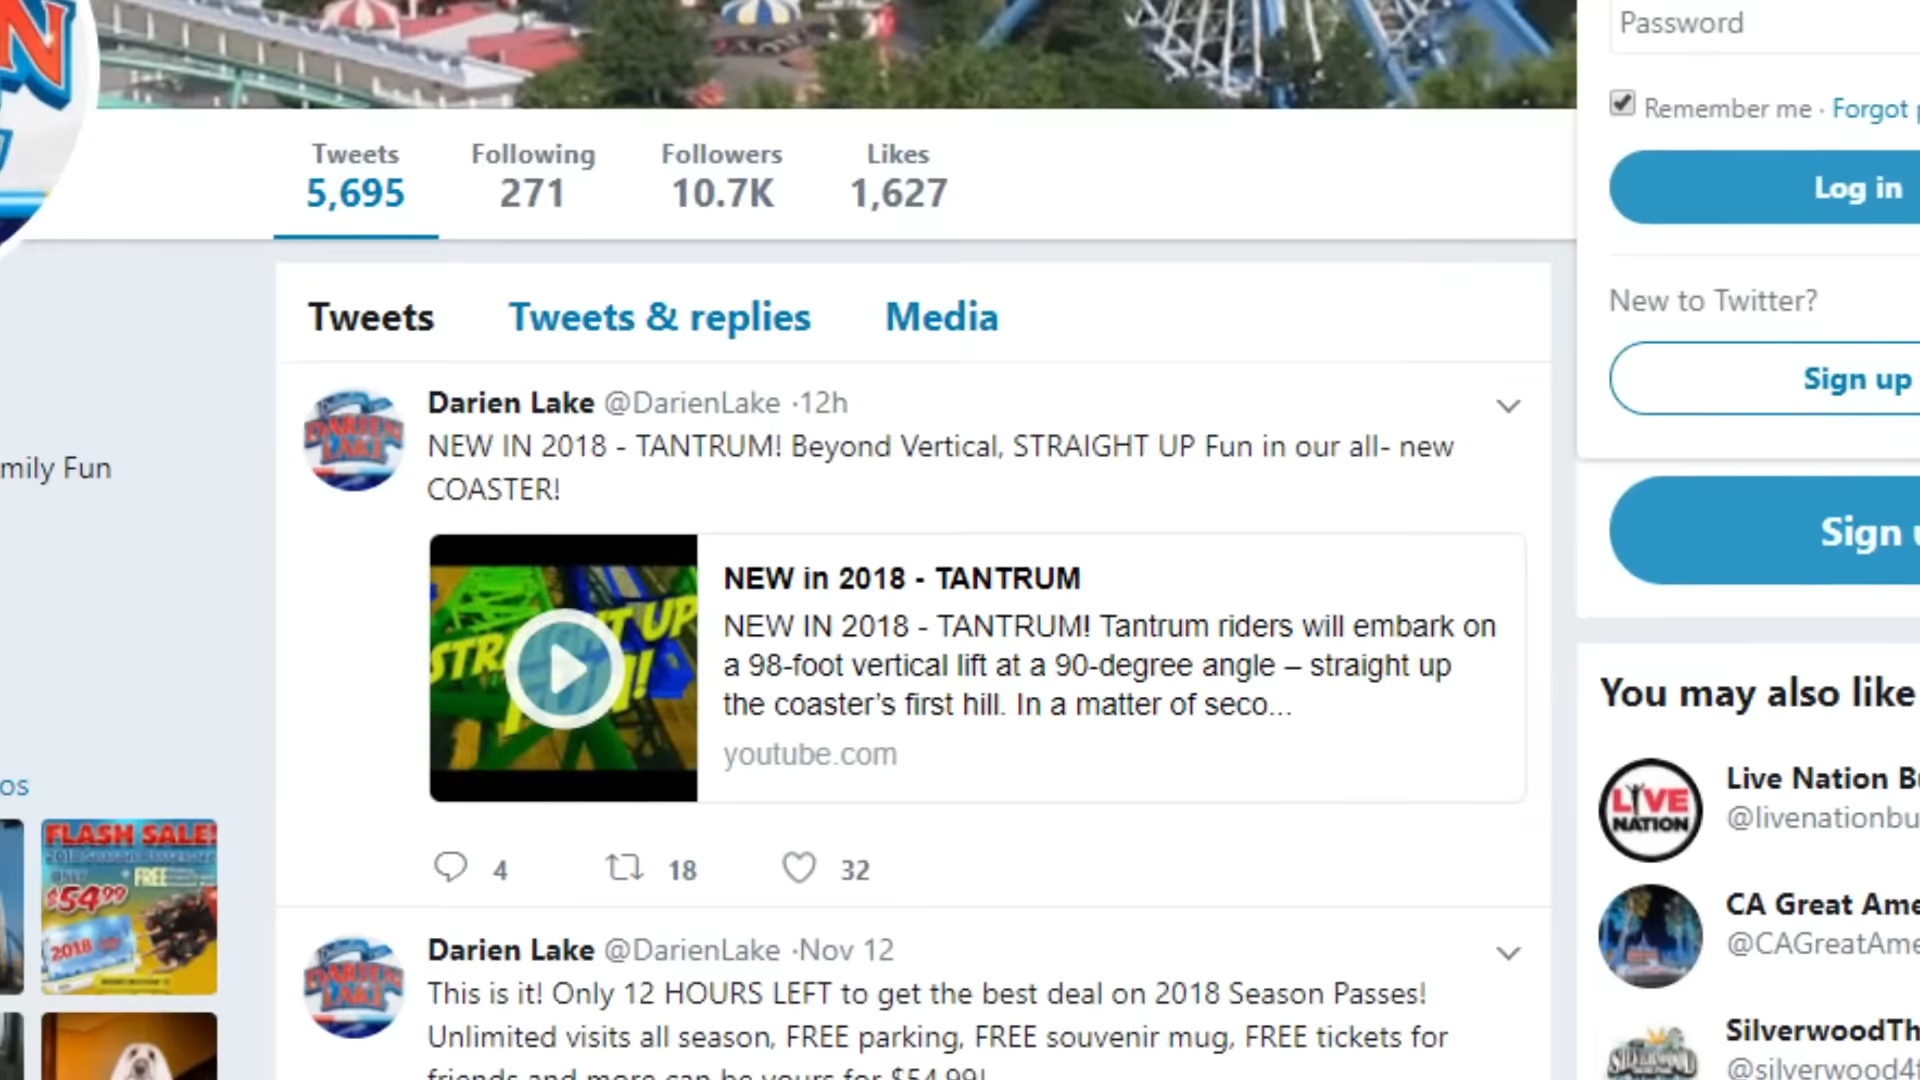 Password
Remember me · Forgot
Log in
New to Twitter?
Sign up
Sign
Tweets Following Followers Likes
5,695 271 10.7K 1,627
Tweets Tweets & replies Media
Darien Lake @DarienLake ·12h
NEW IN 2018 - TANTRUM! Beyond Vertical, STRAIGHT UP Fun in our all- new
COASTER!
NEW in 2018 - TANTRUM
NEW IN 2018 - TANTRUM! Tantrum riders will embark on
a 98-foot vertical lift at a 90-degree angle – straight up
the coaster's first hill. In a matter of seco...
youtube.com
4 18 32
Darien Lake @DarienLake ·Nov 12
This is it! Only 12 HOURS LEFT to get the best deal on 2018 Season Passes!
Unlimited visits all season, FREE parking, FREE souvenir mug, FREE tickets for
friends and more can be yours for $54.99!
mily Fun
os
FLASH SALE!
FREE
$54.99
2018
DARIEN
LAKE
You may also like
LIVE
NATION
Live Nation B
@livenationbu
CA Great Ame
@CAGreatAme
SilverwoodTh
@silverwood4t